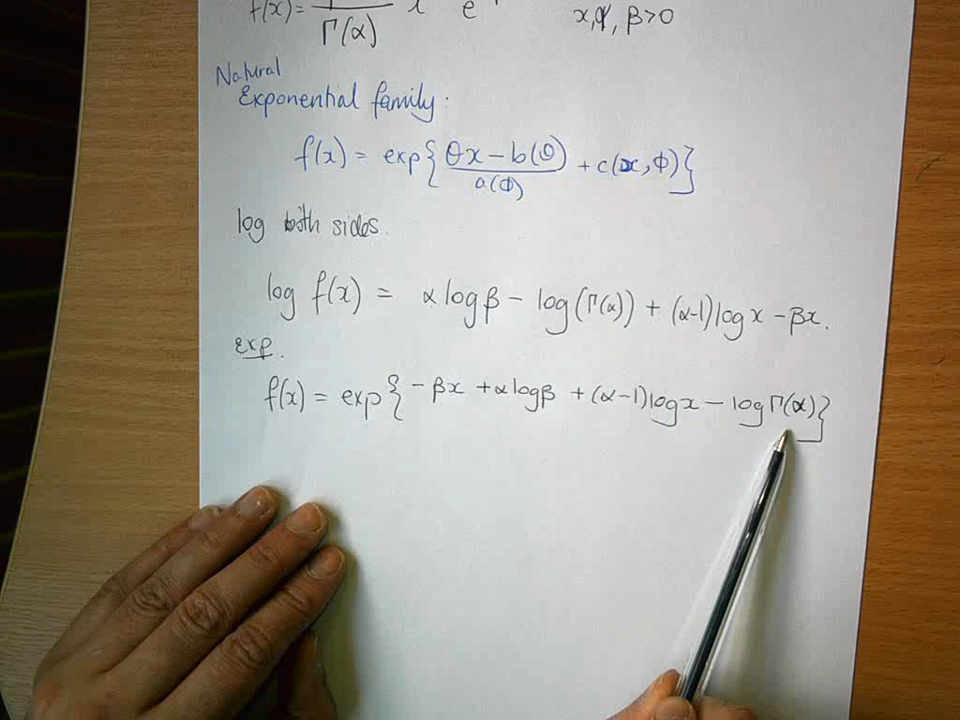 f(x) = / Γ(α) x e x, α, β > 0
Natural
Exponential family:
f(x) = exp{ θx − b(θ) / a(φ) + c(x, φ) }
log both sides.
log f(x) = α log β − log(Γ(α)) + (α-1) log x − βx.
exp.
f(x) = exp{ − βx + α log β + (α−1) log x − log Γ(α) }